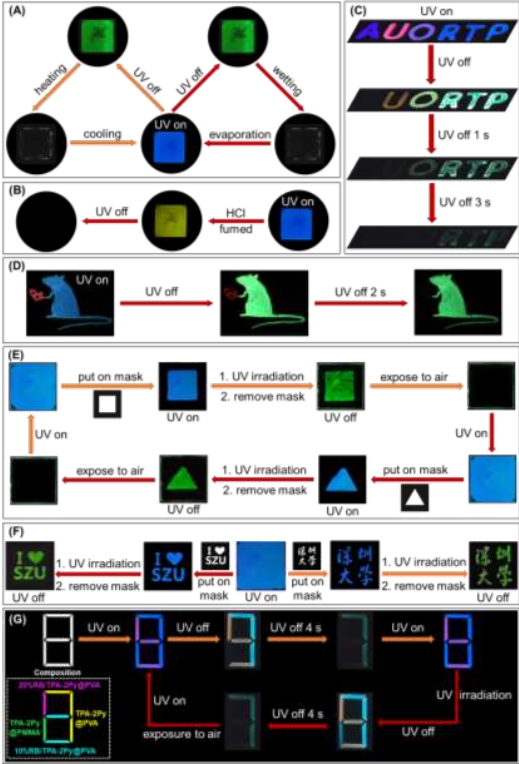 (A)
heating
UV off
UV off
wetting
cooling
UV on
evaporation
(B)
UV off
HCl
fumed
UV on
(C)
UV on
AUORTP
UV off
UORTP
UV off 1 s
ORTP
UV off 3 s
RTP
(D)
UV on
UV off
UV off 2 s
(E)
put on mask
UV on
1. UV irradiation
2. remove mask
UV off
expose to air
UV on
UV on
expose to air
UV off
1. UV irradiation
2. remove mask
UV on
put on mask
(F)
I ♥
SZU
UV off
1. UV irradiation
2. remove mask
I ♥
SZU
I ♥
SZU
put on
mask
UV on
深圳
大学
put on
mask
深圳
大学
1. UV irradiation
2. remove mask
深圳
大学
UV off
(G)
Composition
UV on
UV off
UV off 4 s
UV on
20%RB/TPA-2Py@PVA
TPA-2Py
@PMMA
TPA-2Py
@PVA
10%RB/TPA-2Py@PVA
UV on
exposure to air
UV off 4 s
UV off
UV irradiation